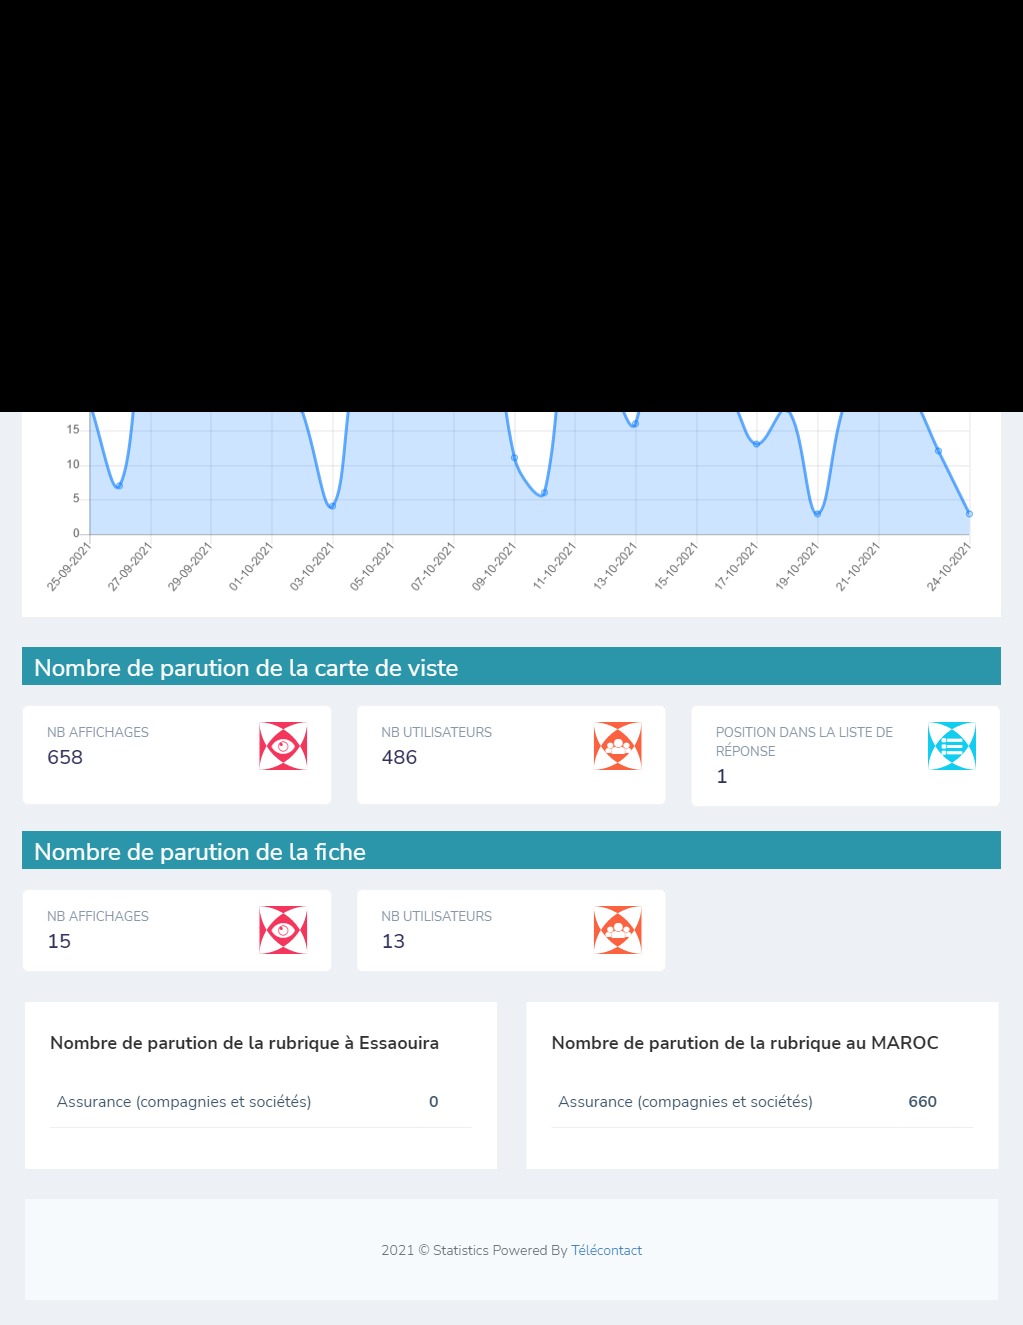 15
10
5
0
25-09-2021
27-09-2021
29-09-2021
01-10-2021
03-10-2021
05-10-2021
07-10-2021
09-10-2021
11-10-2021
13-10-2021
15-10-2021
17-10-2021
19-10-2021
21-10-2021
24-10-2021
Nombre de parution de la carte de viste
NB AFFICHAGES
658
NB UTILISATEURS
486
POSITION DANS LA LISTE DE
RÉPONSE
1
Nombre de parution de la fiche
NB AFFICHAGES
15
NB UTILISATEURS
13
Nombre de parution de la rubrique à Essaouira
Assurance (compagnies et sociétés) 0
Nombre de parution de la rubrique au MAROC
Assurance (compagnies et sociétés) 660
2021 © Statistics Powered By Télécontact